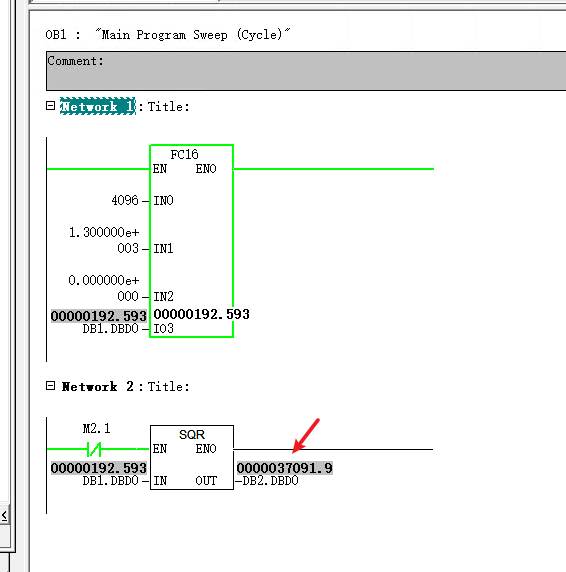 OB1 : "Main Program Sweep (Cycle)"
Comment:
Network 1 : Title:
FC16
EN ENO
4096 IN0
1.300000e+
003 IN1
0.000000e+
000 IN2
00000192.593 00000192.593
DB1.DBD0 IO3
Network 2 : Title:
M2.1
SQR
EN ENO
00000192.593 0000037091.9
DB1.DBD0 IN OUT DB2.DBD0